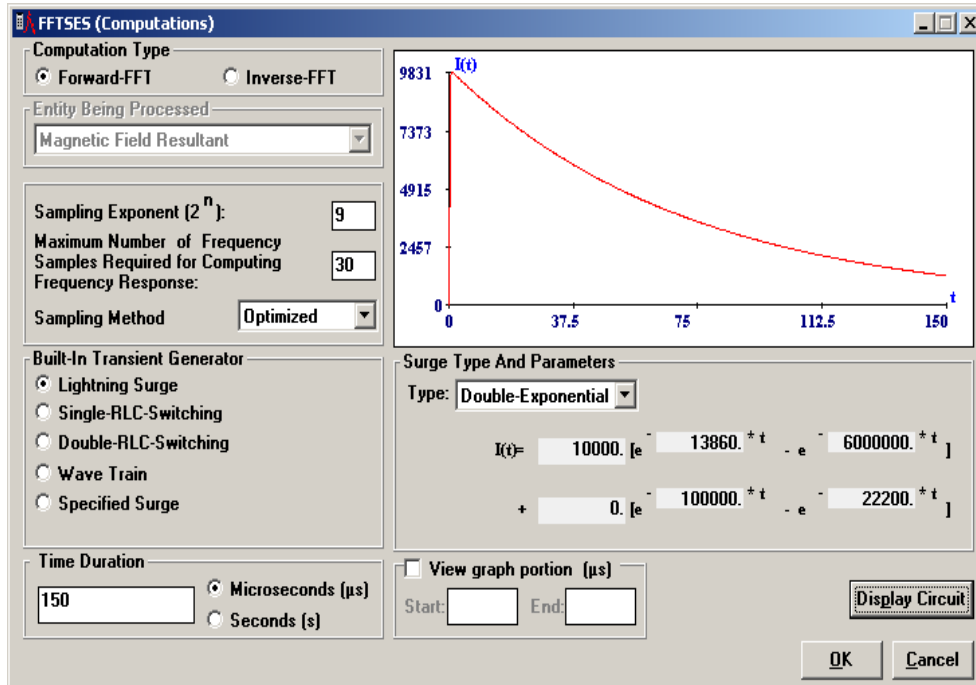 FFTSES (Computations)
Computation Type
Forward-FFT
Inverse-FFT
Entity Being Processed
Magnetic Field Resultant
Sampling Exponent (2 n ):
9
Maximum Number of Frequency
Samples Required for Computing
Frequency Response:
30
Sampling Method
Optimized
Built-In Transient Generator
Lightning Surge
Single-RLC-Switching
Double-RLC-Switching
Wave Train
Specified Surge
Time Duration
150
Microseconds (µs)
Seconds (s)
I(t)
9831
7373
4915
2457
0
t
0 37.5 75 112.5 150
Surge Type And Parameters
Type: Double-Exponential
I(t)= 10000. [e - 13860. * t - e - 6000000. * t ]
+ 0. [e - 100000. * t - e - 22200. * t ]
View graph portion (µs)
Start: End:
Display Circuit
OK Cancel